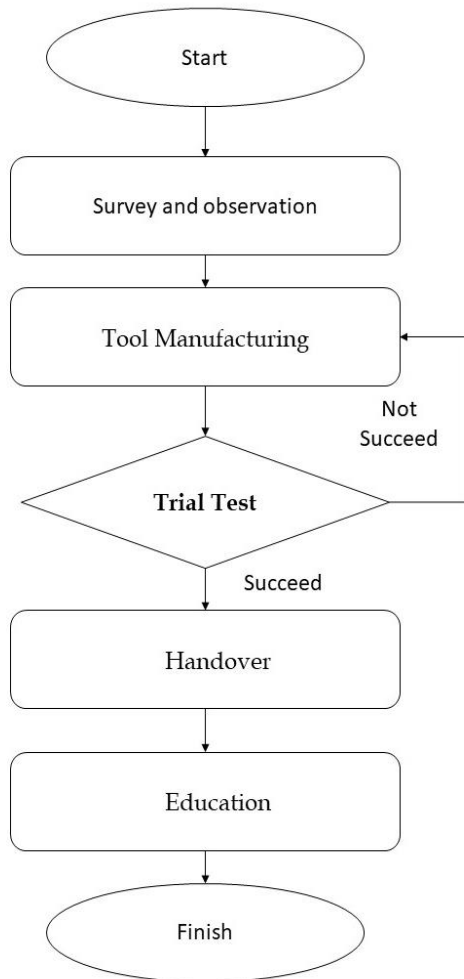 Start
Survey and observation
Tool Manufacturing
Not
Succeed
Trial Test
Succeed
Handover
Education
Finish